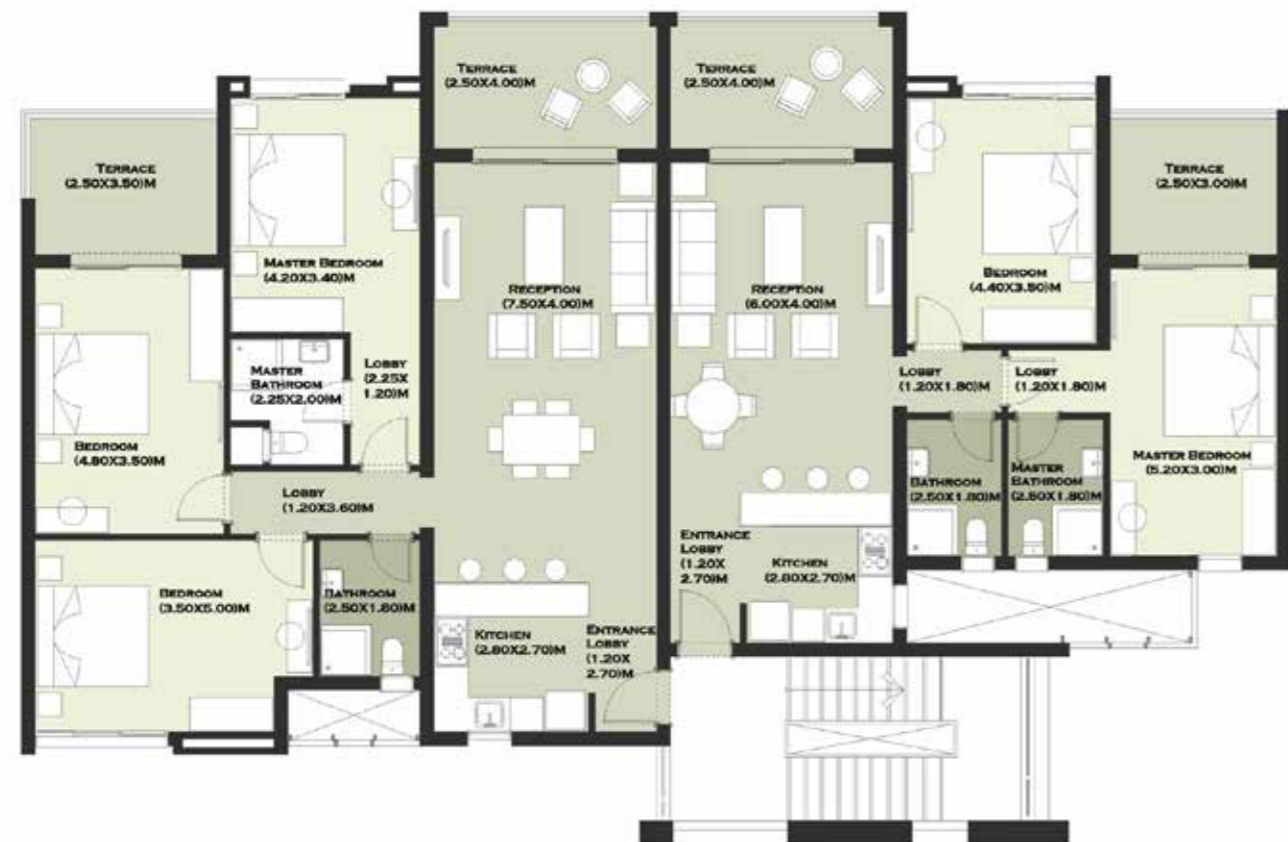 TERRACE
(2.50X4.00)M
TERRACE
(2.50X4.00)M
TERRACE
(2.50X3.50)M
TERRACE
(2.50X3.00)M
MASTER BEDROOM
(4.20X3.40)M
RECEPTION
(7.50X4.00)M
RECEPTION
(6.00X4.00)M
BEDROOM
(4.40X3.50)M
MASTER
BATHROOM
(2.25X2.00)M
LOBBY
(2.25X
1.20)M
LOBBY
(1.20X1.80)M
LOBBY
(1.20X1.80)M
BEDROOM
(4.80X3.50)M
MASTER BEDROOM
(5.20X3.00)M
BATHROOM
(2.50X1.80)M
MASTER
BATHROOM
(2.50X1.80)M
LOBBY
(1.20X3.60)M
ENTRANCE
LOBBY
(1.20X
2.70)M
KITCHEN
(2.80X2.70)M
BEDROOM
(3.50X5.00)M
BATHROOM
(2.50X1.80)M
KITCHEN
(2.80X2.70)M
ENTRANCE
LOBBY
(1.20X
2.70)M